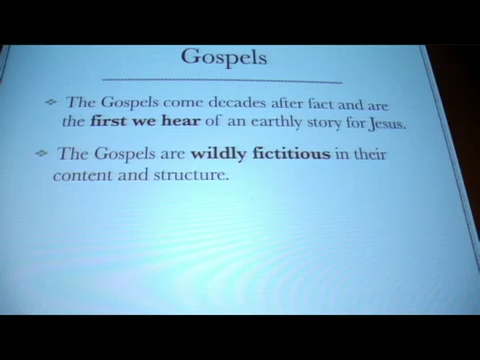 Gospels
The Gospels come decades after fact and are
the first we hear of an earthly story for Jesus.
The Gospels are wildly fictitious in their
content and structure.